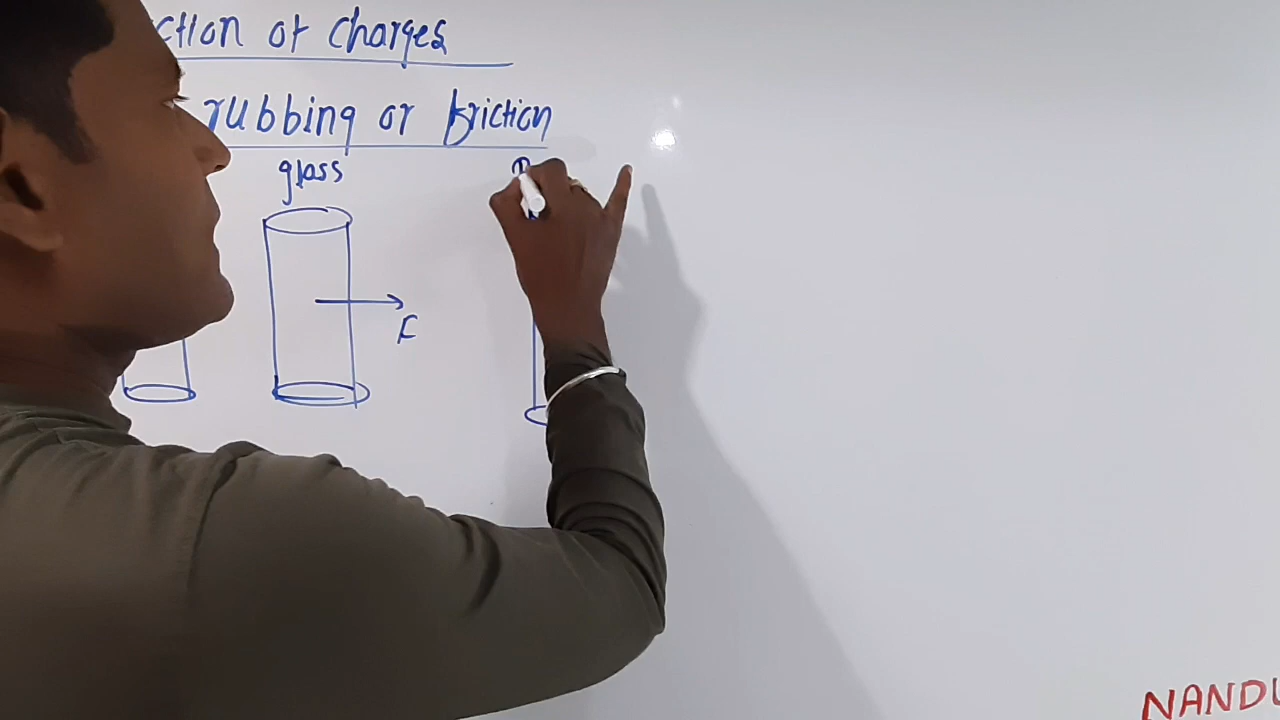 ction of charges
rubbing or friction
glass
F
NANDU